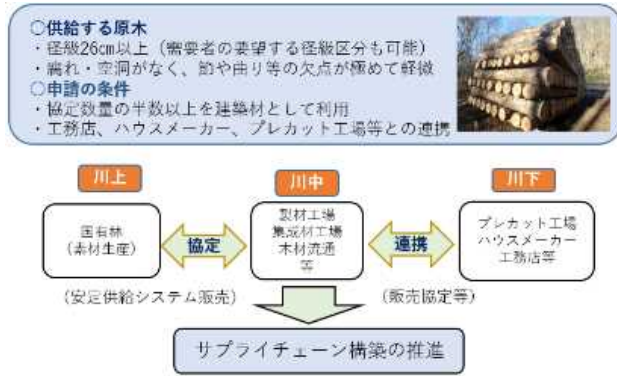 ○供給する原木
・径級26cm以上（需要者の要望する径級区分も可能）
・腐れ・空洞がなく、節や曲り等の欠点が極めて軽微
○申請の条件
・協定数量の半数以上を建築材として利用
・工務店、ハウスメーカー、プレカット工場等との連携
川上
川中
川下
国有林
（素材生産）
協定
製材工場
集成材工場
木材流通
等
連携
プレカット工場
ハウスメーカー
工務店等
（安定供給システム販売）
（販売協定等）
サプライチェーン構築の推進